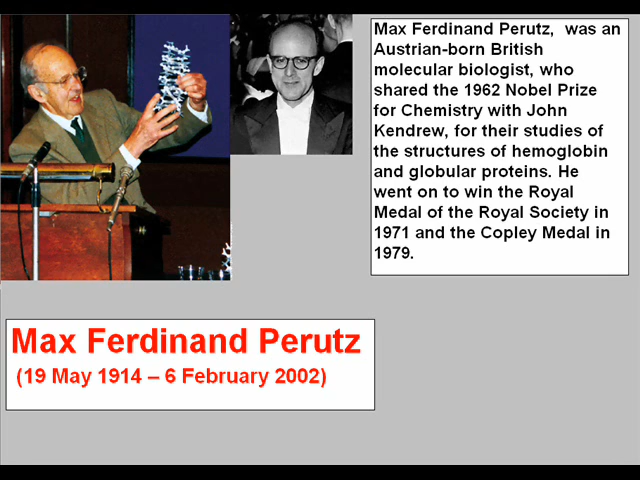 Max Ferdinand Perutz,  was an
Austrian-born British
molecular biologist, who
shared the 1962 Nobel Prize
for Chemistry with John
Kendrew, for their studies of
the structures of hemoglobin
and globular proteins. He
went on to win the Royal
Medal of the Royal Society in
1971 and the Copley Medal in
1979.
Max Ferdinand Perutz
(19 May 1914 – 6 February 2002)